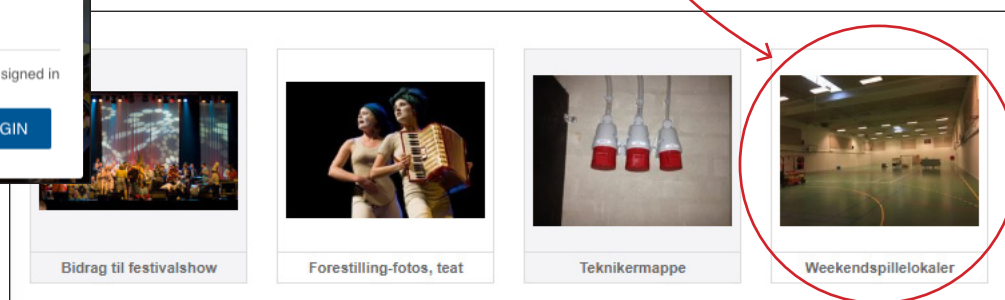 signed in
GIN
Bidrag til festivalshow
Forestilling-fotos, teat
Teknikermappe
Weekendspillelokaler